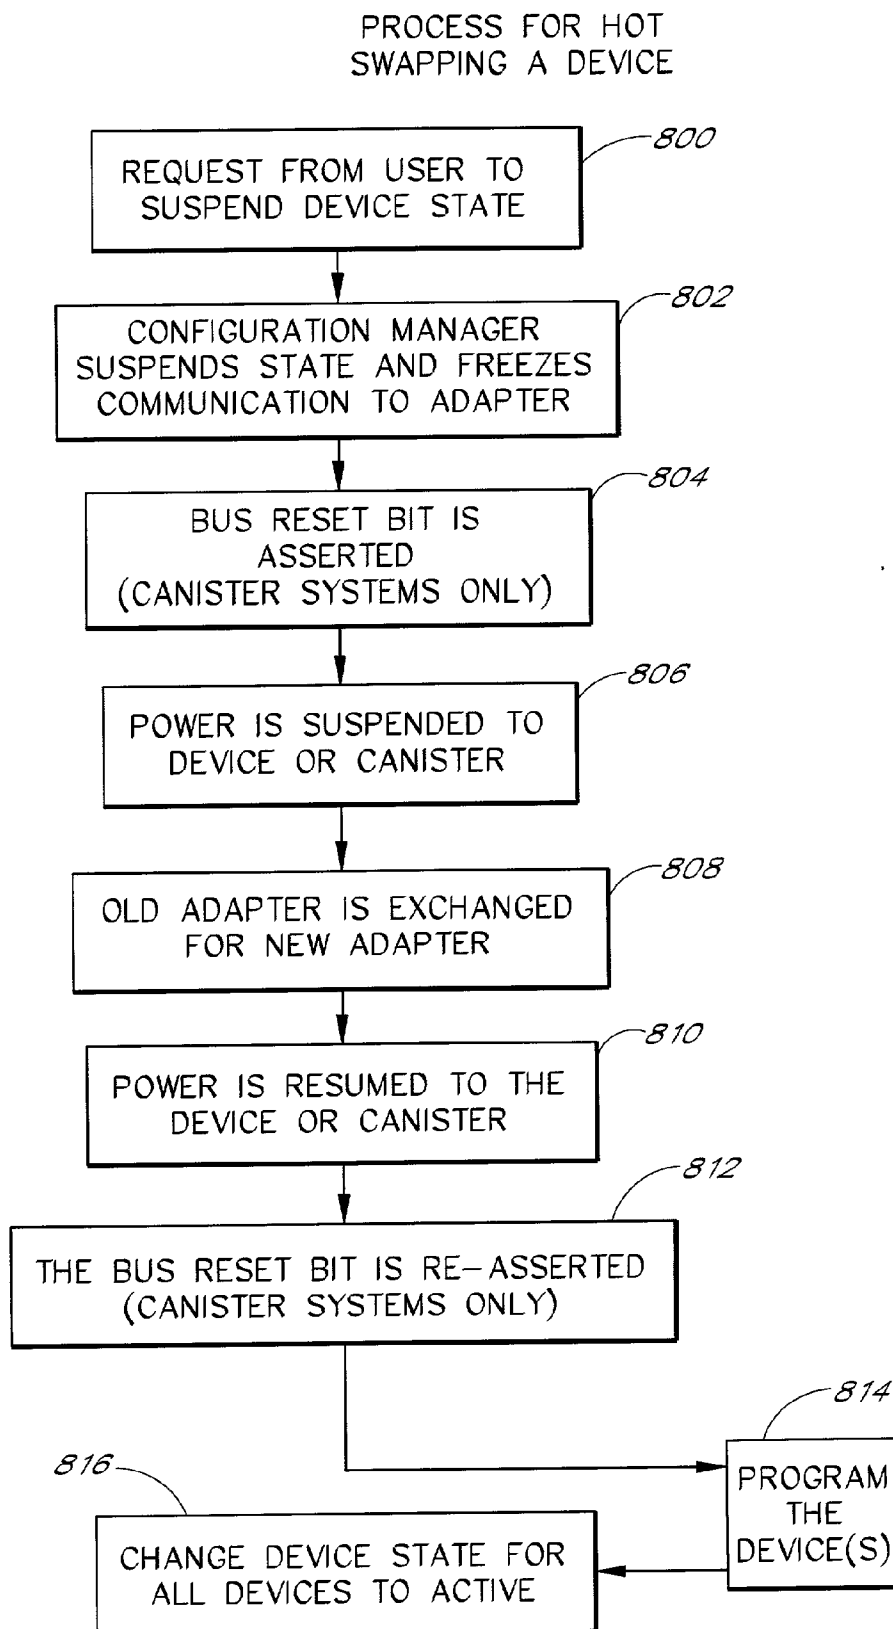 PROCESS FOR HOT
SWAPPING A DEVICE
800
REQUEST FROM USER TO
SUSPEND DEVICE STATE
802
CONFIGURATION MANAGER
SUSPENDS STATE AND FREEZES
COMMUNICATION TO ADAPTER
804
BUS RESET BIT IS
ASSERTED
(CANISTER SYSTEMS ONLY)
806
POWER IS SUSPENDED TO
DEVICE OR CANISTER
808
OLD ADAPTER IS EXCHANGED
FOR NEW ADAPTER
810
POWER IS RESUMED TO THE
DEVICE OR CANISTER
812
THE BUS RESET BIT IS RE-ASSERTED
(CANISTER SYSTEMS ONLY)
814
PROGRAM
THE
DEVICE(S)
816
CHANGE DEVICE STATE FOR
ALL DEVICES TO ACTIVE